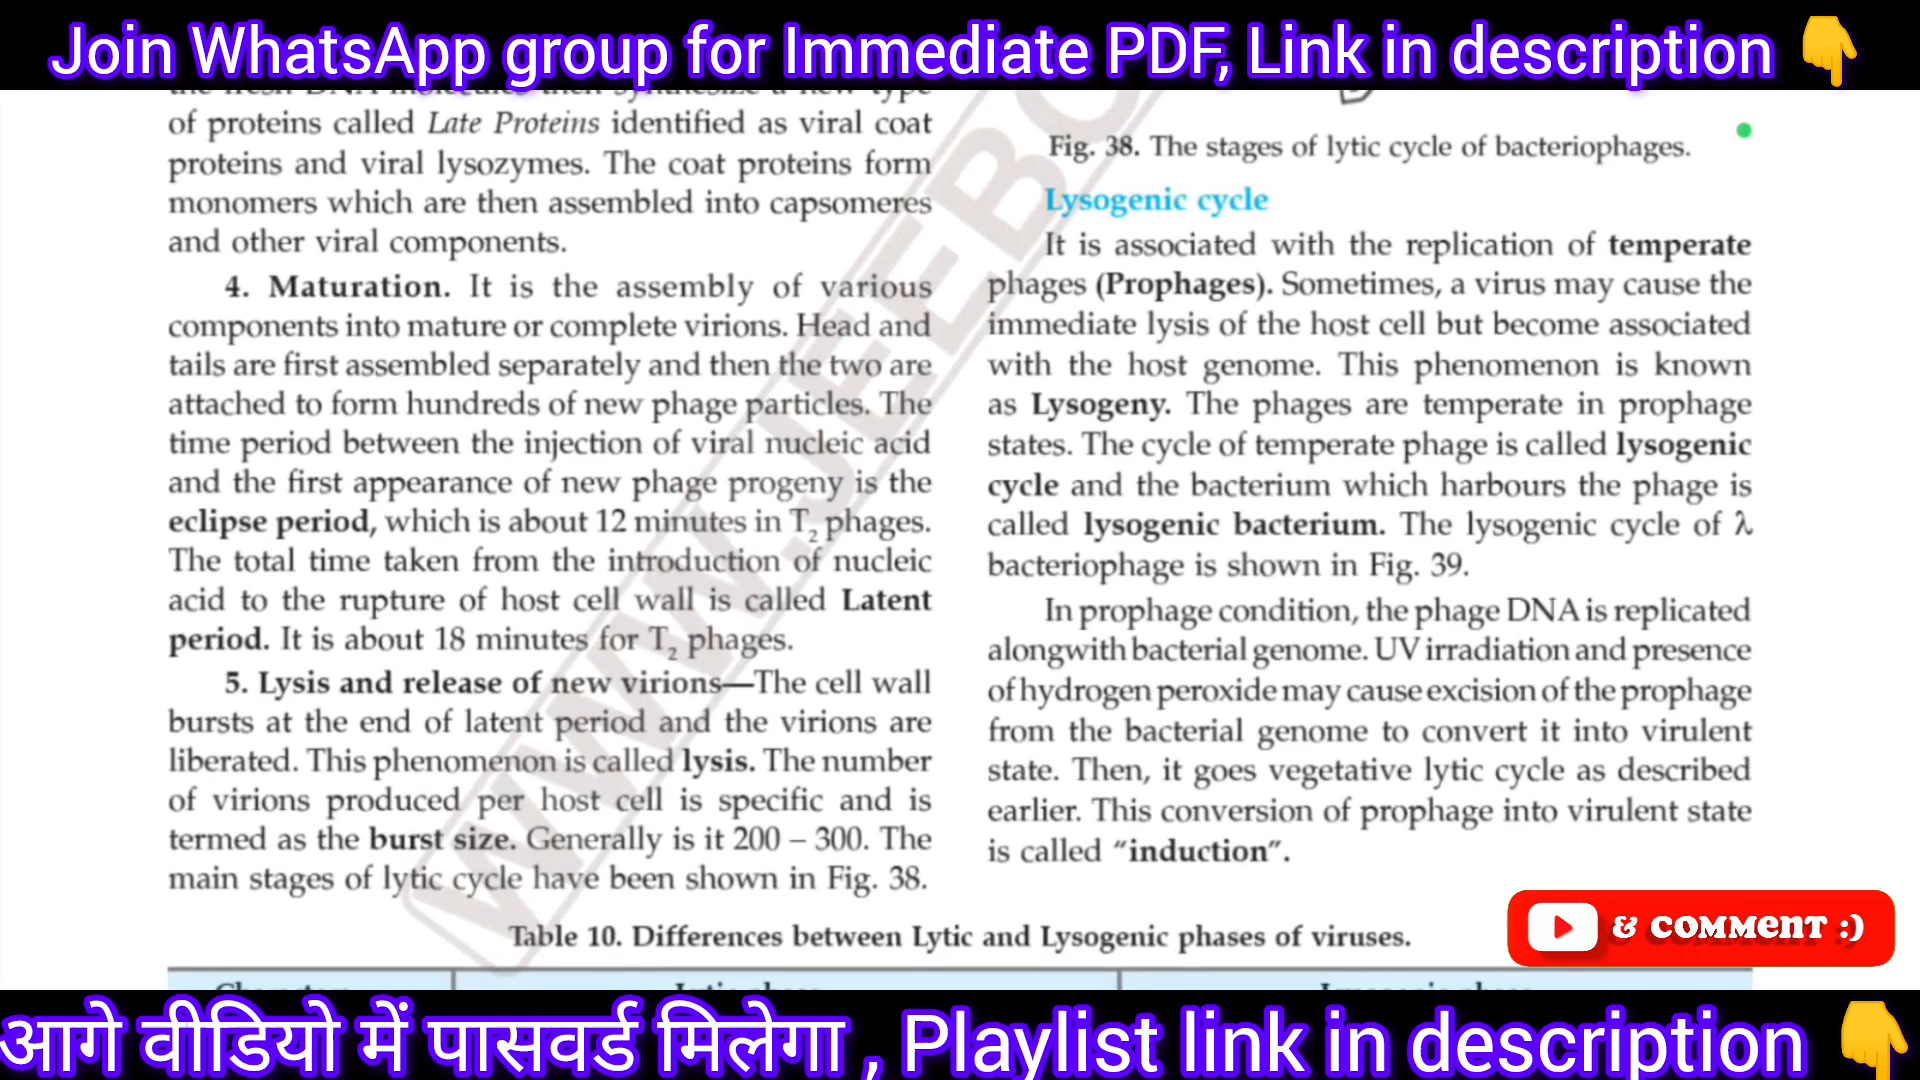 Join WhatsApp group for Immediate PDF, Link in description 👇
of proteins called Late Proteins identified as viral coat
proteins and viral lysozymes. The coat proteins form
monomers which are then assembled into capsomeres
and other viral components.
4. Maturation. It is the assembly of various
components into mature or complete virions. Head and
tails are first assembled separately and then the two are
attached to form hundreds of new phage particles. The
time period between the injection of viral nucleic acid
and the first appearance of new phage progeny is the
eclipse period, which is about 12 minutes in T₂ phages.
The total time taken from the introduction of nucleic
acid to the rupture of host cell wall is called Latent
period. It is about 18 minutes for T₂ phages.
5. Lysis and release of new virions—The cell wall
bursts at the end of latent period and the virions are
liberated. This phenomenon is called lysis. The number
of virions produced per host cell is specific and is
termed as the burst size. Generally is it 200 – 300. The
main stages of lytic cycle have been shown in Fig. 38.
Fig. 38. The stages of lytic cycle of bacteriophages.
Lysogenic cycle
It is associated with the replication of temperate
phages (Prophages). Sometimes, a virus may cause the
immediate lysis of the host cell but become associated
with the host genome. This phenomenon is known
as Lysogeny. The phages are temperate in prophage
states. The cycle of temperate phage is called lysogenic
cycle and the bacterium which harbours the phage is
called lysogenic bacterium. The lysogenic cycle of λ
bacteriophage is shown in Fig. 39.
In prophage condition, the phage DNA is replicated
alongwith bacterial genome. UV irradiation and presence
of hydrogen peroxide may cause excision of the prophage
from the bacterial genome to convert it into virulent
state. Then, it goes vegetative lytic cycle as described
earlier. This conversion of prophage into virulent state
is called “induction”.
Table 10. Differences between Lytic and Lysogenic phases of viruses.
& COMMENT :)
WWW.JEEBO
आगे वीडियो में पासवर्ड मिलेगा , Playlist link in description 👇